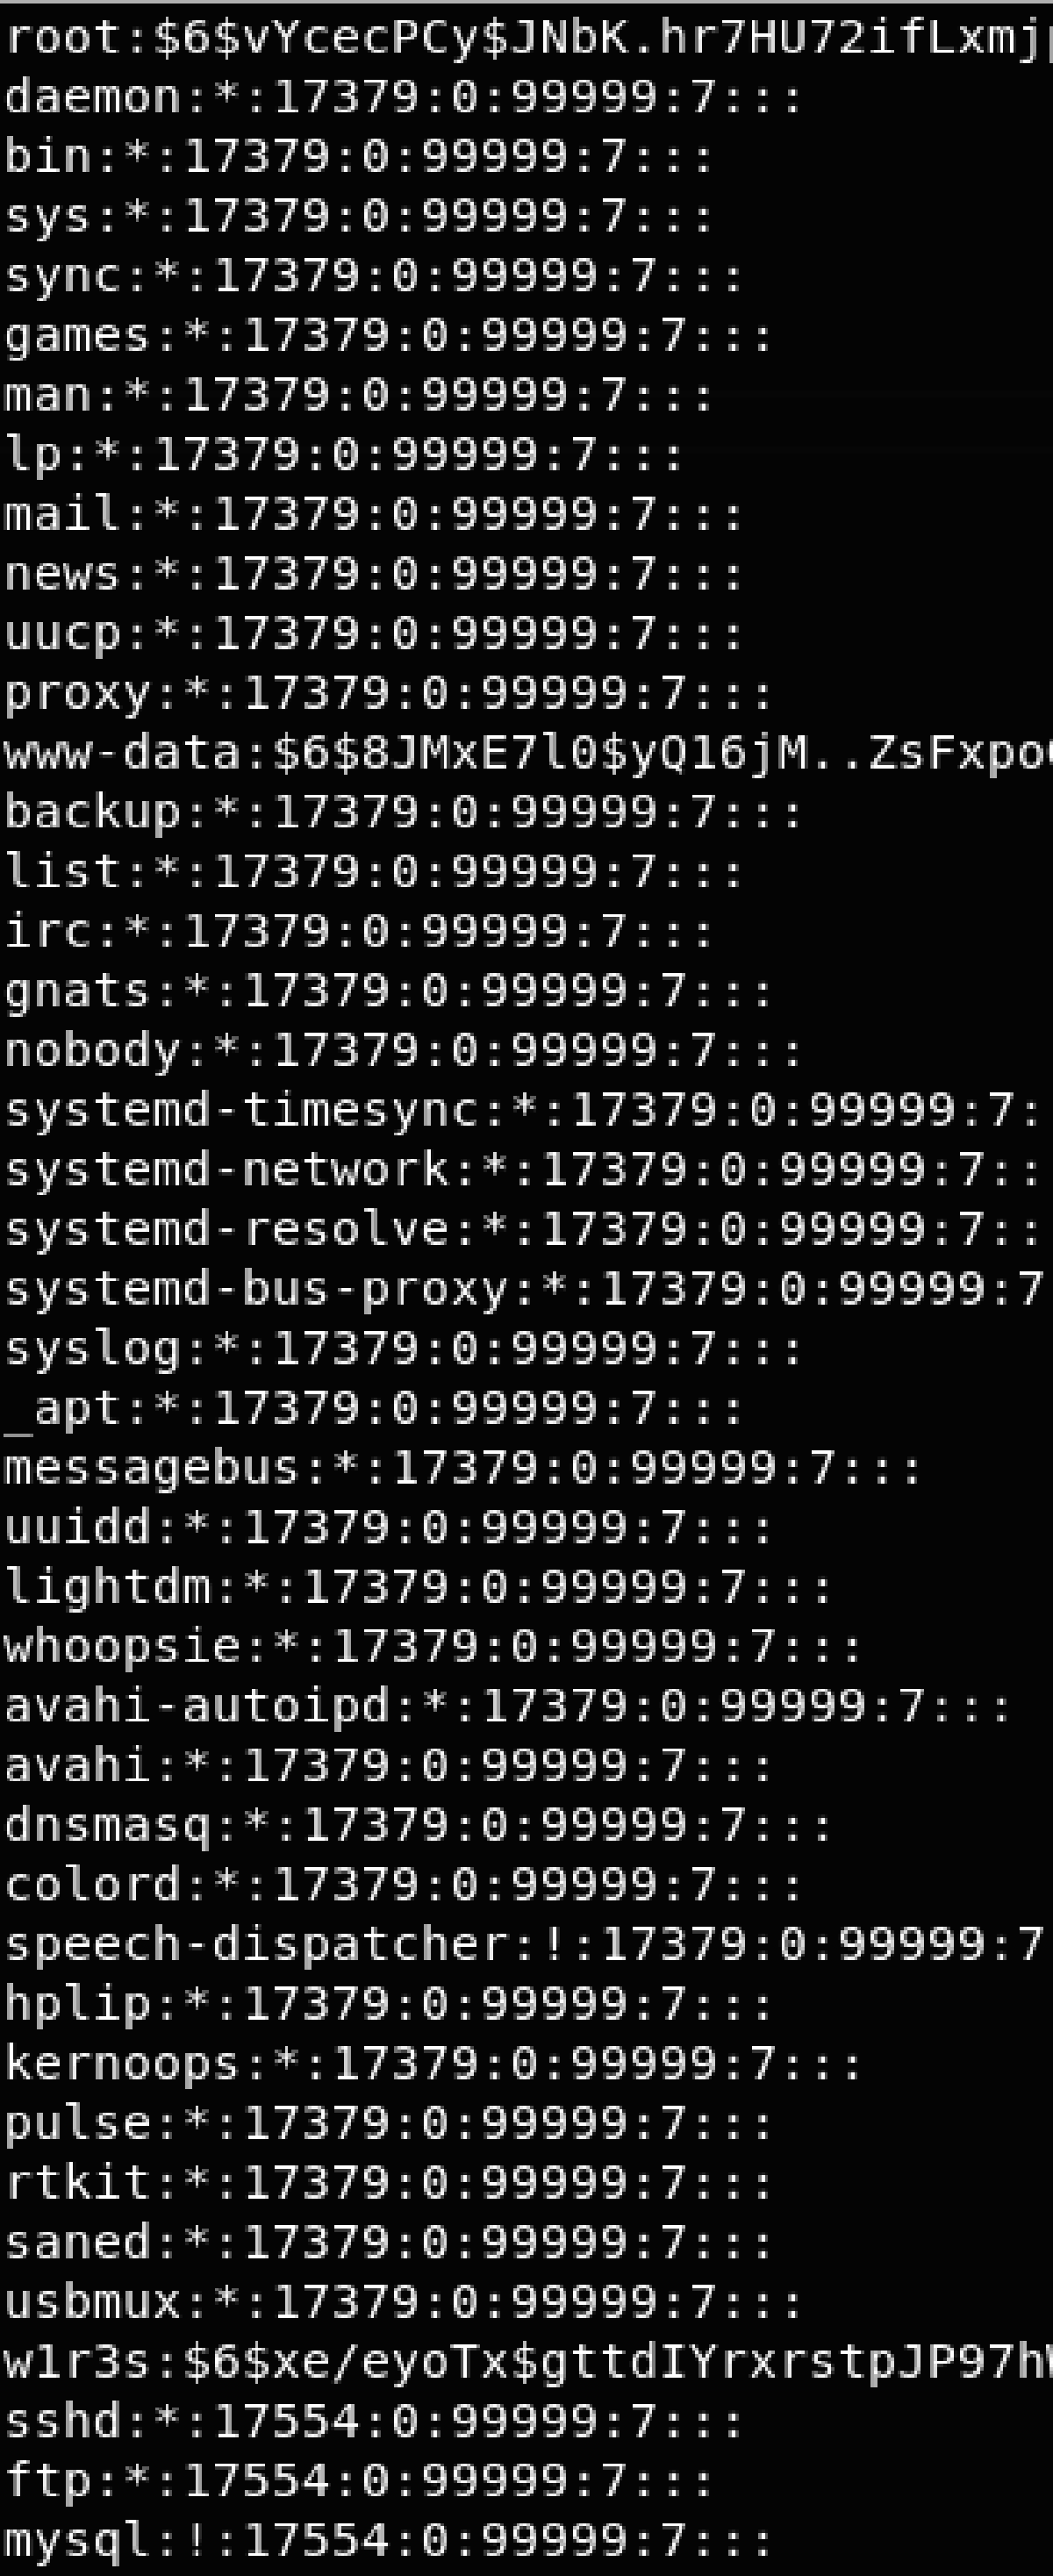 root:$6$vYcecPCy$JNbK.hr7HU72ifLxmj
daemon:*:17379:0:99999:7:::
bin:*:17379:0:99999:7:::
sys:*:17379:0:99999:7:::
sync:*:17379:0:99999:7:::
games:*:17379:0:99999:7:::
man:*:17379:0:99999:7:::
lp:*:17379:0:99999:7:::
mail:*:17379:0:99999:7:::
news:*:17379:0:99999:7:::
uucp:*:17379:0:99999:7:::
proxy:*:17379:0:99999:7:::
www-data:$6$8JMxE7l0$yQ16jM..ZsFxpo
backup:*:17379:0:99999:7:::
list:*:17379:0:99999:7:::
irc:*:17379:0:99999:7:::
gnats:*:17379:0:99999:7:::
nobody:*:17379:0:99999:7:::
systemd-timesync:*:17379:0:99999:7:
systemd-network:*:17379:0:99999:7::
systemd-resolve:*:17379:0:99999:7::
systemd-bus-proxy:*:17379:0:99999:7
syslog:*:17379:0:99999:7:::
_apt:*:17379:0:99999:7:::
messagebus:*:17379:0:99999:7:::
uuidd:*:17379:0:99999:7:::
lightdm:*:17379:0:99999:7:::
whoopsie:*:17379:0:99999:7:::
avahi-autoipd:*:17379:0:99999:7:::
avahi:*:17379:0:99999:7:::
dnsmasq:*:17379:0:99999:7:::
colord:*:17379:0:99999:7:::
speech-dispatcher:!:17379:0:99999:7
hplip:*:17379:0:99999:7:::
kernoops:*:17379:0:99999:7:::
pulse:*:17379:0:99999:7:::
rtkit:*:17379:0:99999:7:::
saned:*:17379:0:99999:7:::
usbmux:*:17379:0:99999:7:::
w1r3s:$6$xe/eyoTx$gttdIYrxrstpJP97h
sshd:*:17554:0:99999:7:::
ftp:*:17554:0:99999:7:::
mysql:!:17554:0:99999:7:::